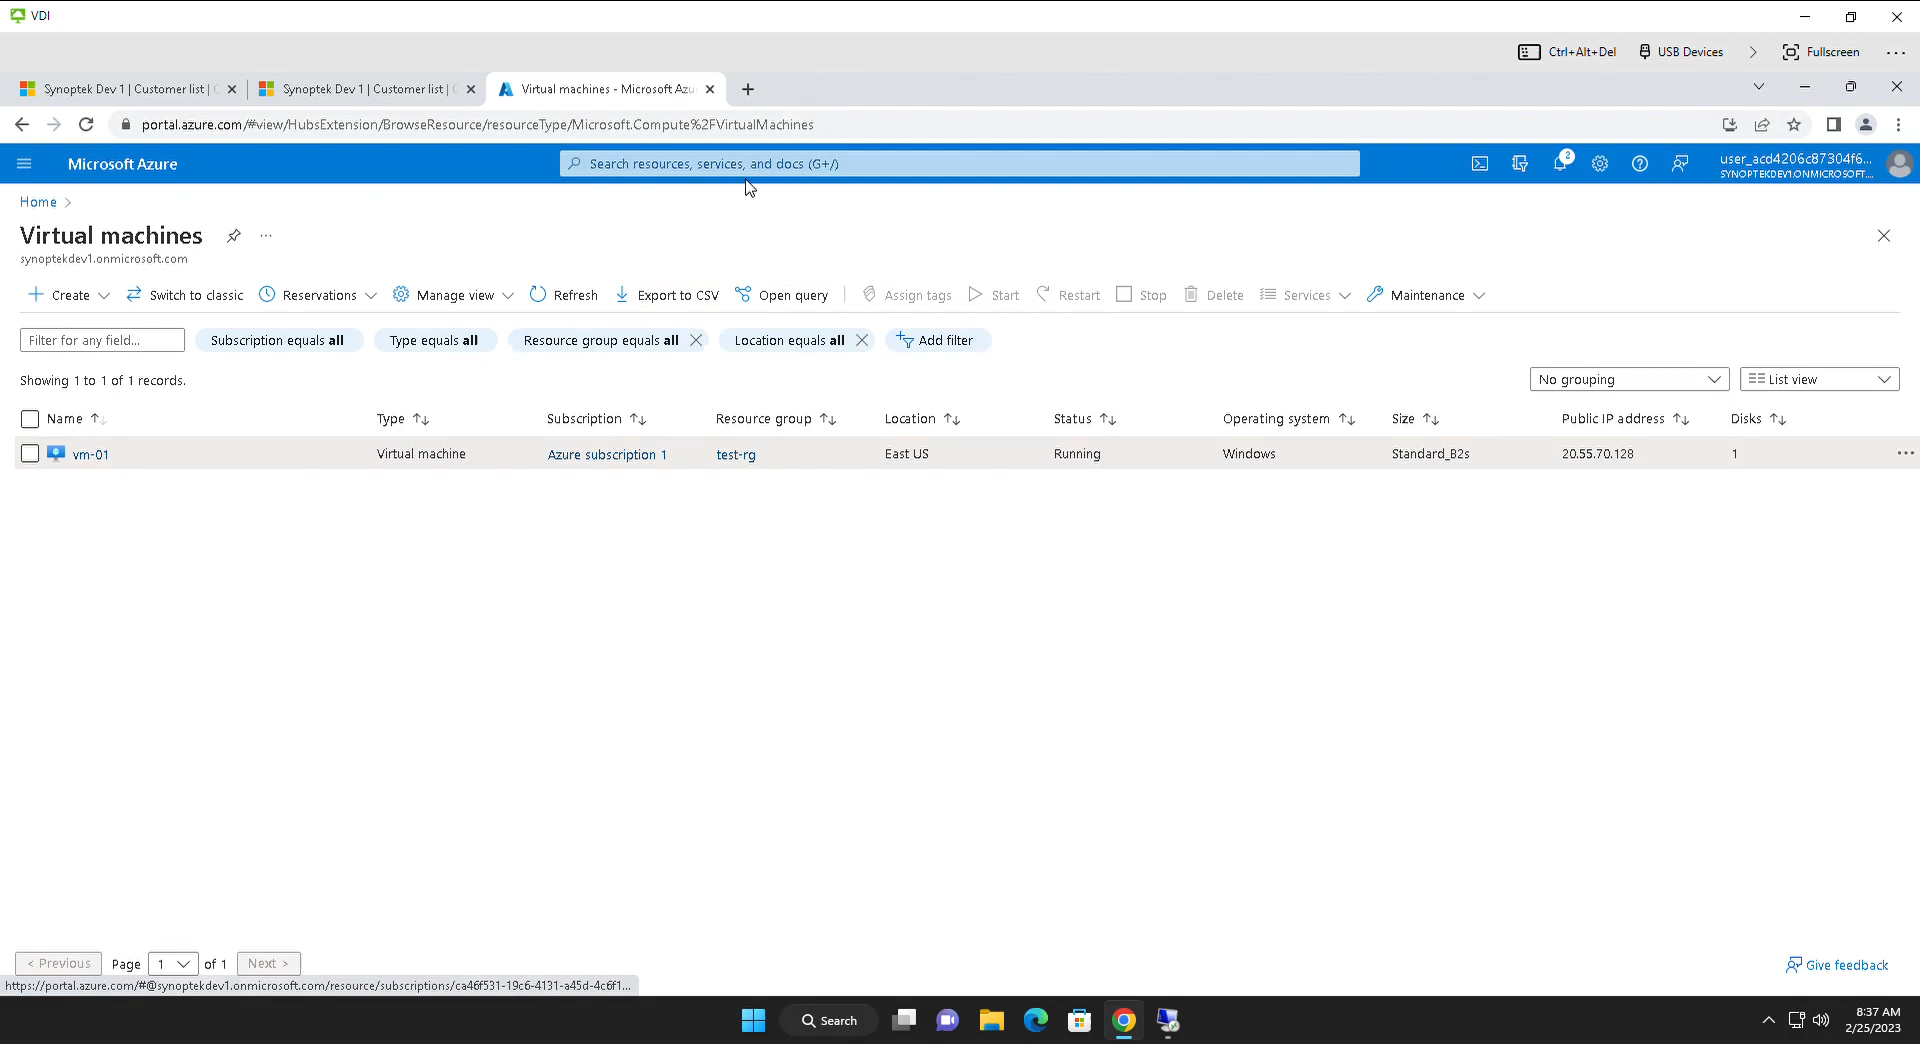 VDI
Ctrl+Alt+Del
USB Devices
Fullscreen
Synoptek Dev 1 | Customer list |
Synoptek Dev 1 | Customer list |
Virtual machines - Microsoft Azu
portal.azure.com/#view/HubsExtension/BrowseResource/resourceType/Microsoft.Compute%2FVirtualMachines
Microsoft Azure
Search resources, services, and docs (G+/)
2
user_acd4206c87304f6...
SYNOPTEKDEV1.ONMICROSOFT....
Home >
Virtual machines
...
synoptekdev1.onmicrosoft.com
Create
Switch to classic
Reservations
Manage view
Refresh
Export to CSV
Open query
Assign tags
Start
Restart
Stop
Delete
Services
Maintenance
Filter for any field...
Subscription equals all
Type equals all
Resource group equals all
Location equals all
Add filter
Showing 1 to 1 of 1 records.
No grouping
List view
Name
Type
Subscription
Resource group
Location
Status
Operating system
Size
Public IP address
Disks
vm-01
Virtual machine
Azure subscription 1
test-rg
East US
Running
Windows
Standard_B2s
20.55.70.128
1
< Previous
Page
1
of 1
Next >
Give feedback
https://portal.azure.com/#@synoptekdev1.onmicrosoft.com/resource/subscriptions/ca46f531-19c6-4131-a45d-4c6f1...
Search
8:37 AM
2/25/2023